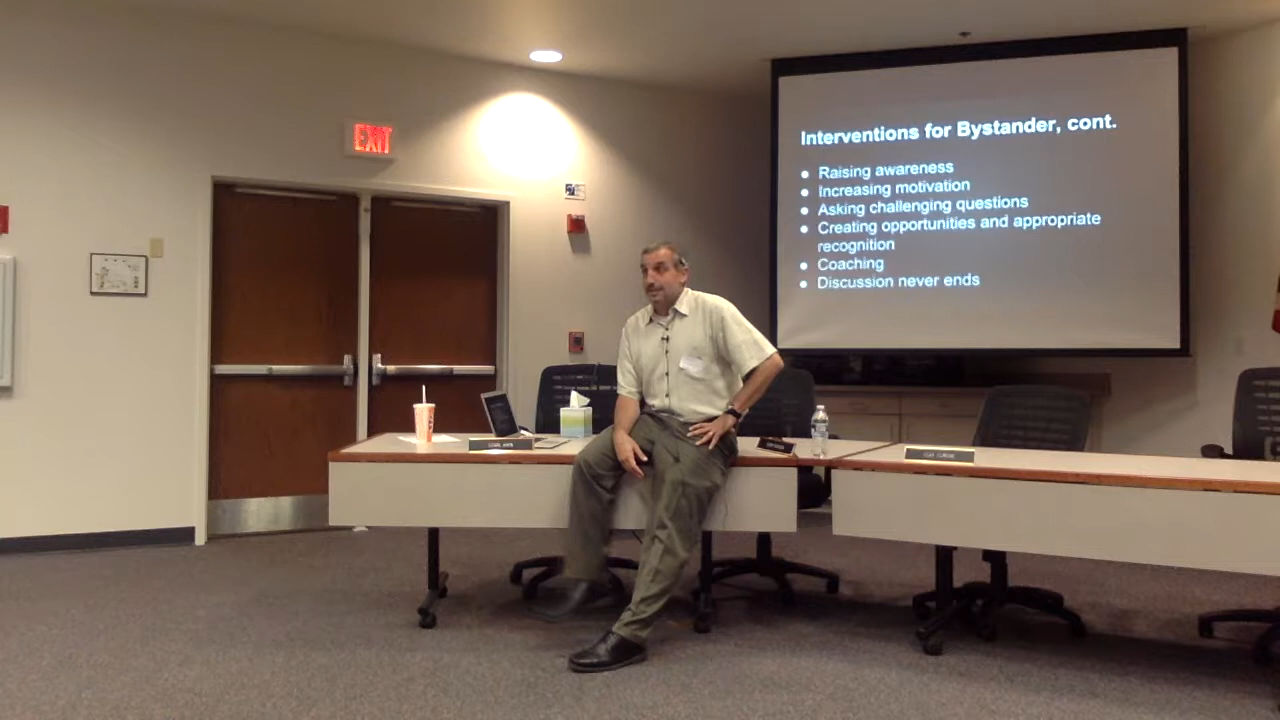 EXIT
Interventions for Bystander, cont.
● Raising awareness
● Increasing motivation
● Asking challenging questions
● Creating opportunities and appropriate
recognition
● Coaching
● Discussion never ends